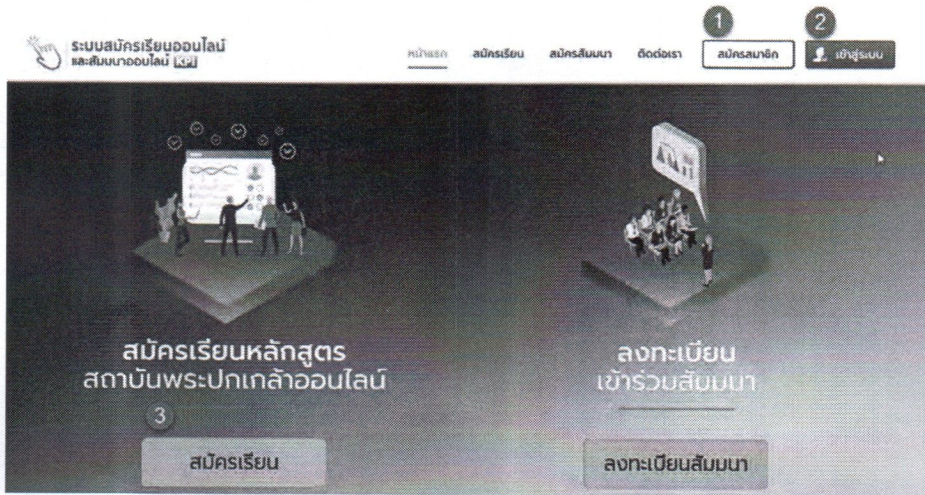 ระบบสมัครเรียนออนไลน์
และสัมมนาออนไลน์ KPI
หน้าแรก
สมัครเรียน
สมัครสัมมนา
ติดต่อเรา
1
สมัครสมาชิก
2
เข้าสู่ระบบ
สมัครเรียนหลักสูตร
สถาบันพระปกเกล้าออนไลน์
3
สมัครเรียน
ลงทะเบียน
เข้าร่วมสัมมนา
ลงทะเบียนสัมมนา